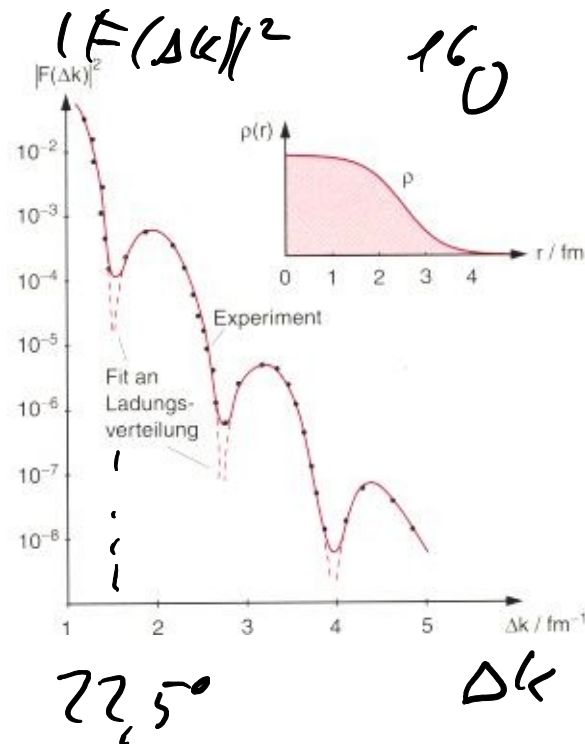 |F(Δk)|² ¹⁶O
|F(Δk)|²
ρ(r)
ρ
r / fm
0 1 2 3 4
10⁻²
10⁻³
10⁻⁴
10⁻⁵
10⁻⁶
10⁻⁷
10⁻⁸
Experiment
Fit an
Ladungs-
verteilung
1 2 3 4 5
Δk / fm⁻¹
22,5° Δk